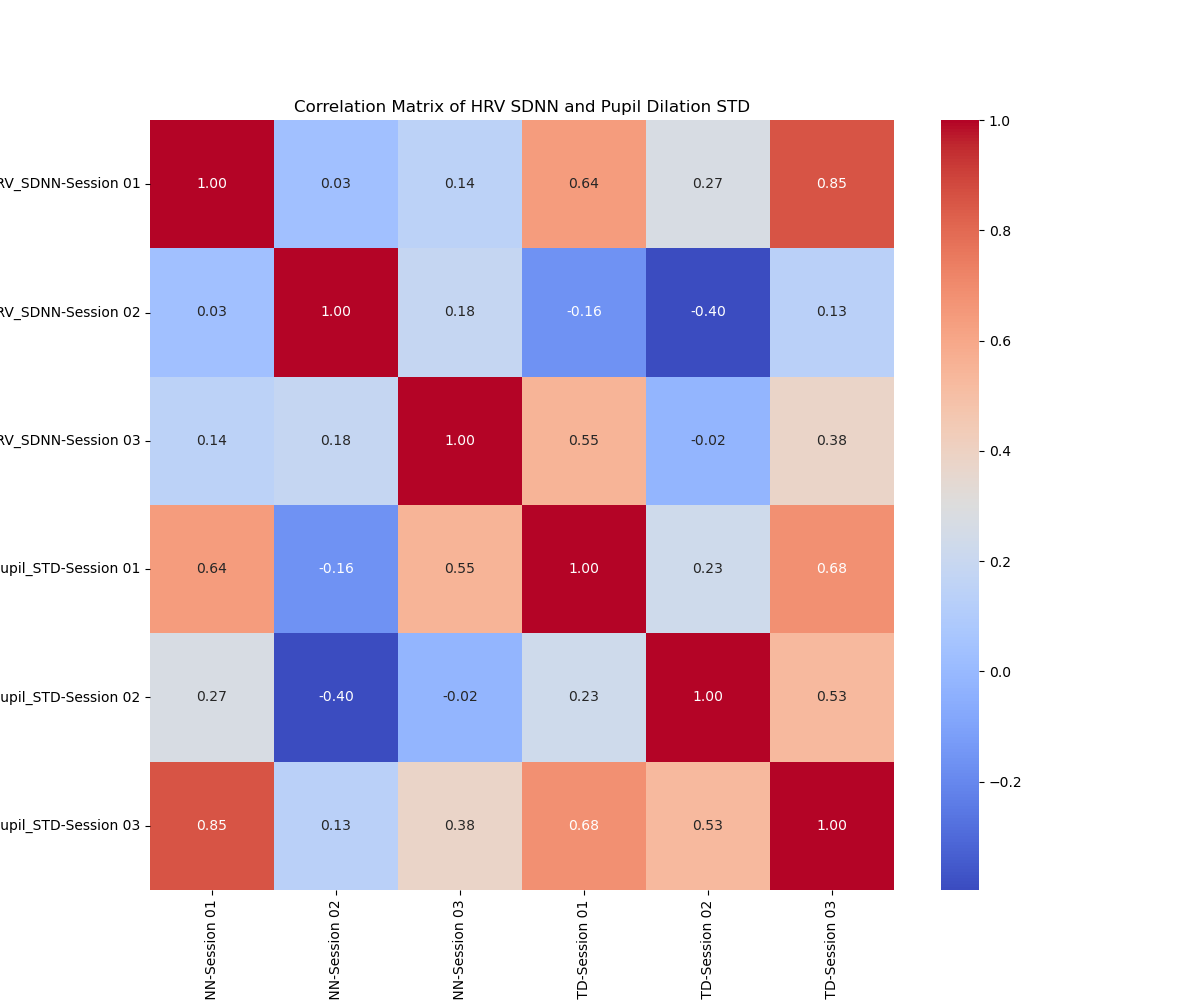 Correlation Matrix of HRV SDNN and Pupil Dilation STD
RV_SDNN-Session 01
1.00 0.03 0.14 0.64 0.27 0.85
RV_SDNN-Session 02
0.03 1.00 0.18 -0.16 -0.40 0.13
RV_SDNN-Session 03
0.14 0.18 1.00 0.55 -0.02 0.38
upil_STD-Session 01
0.64 -0.16 0.55 1.00 0.23 0.68
upil_STD-Session 02
0.27 -0.40 -0.02 0.23 1.00 0.53
upil_STD-Session 03
0.85 0.13 0.38 0.68 0.53 1.00
NN-Session 01
NN-Session 02
NN-Session 03
TD-Session 01
TD-Session 02
TD-Session 03
1.0
0.8
0.6
0.4
0.2
0.0
−0.2